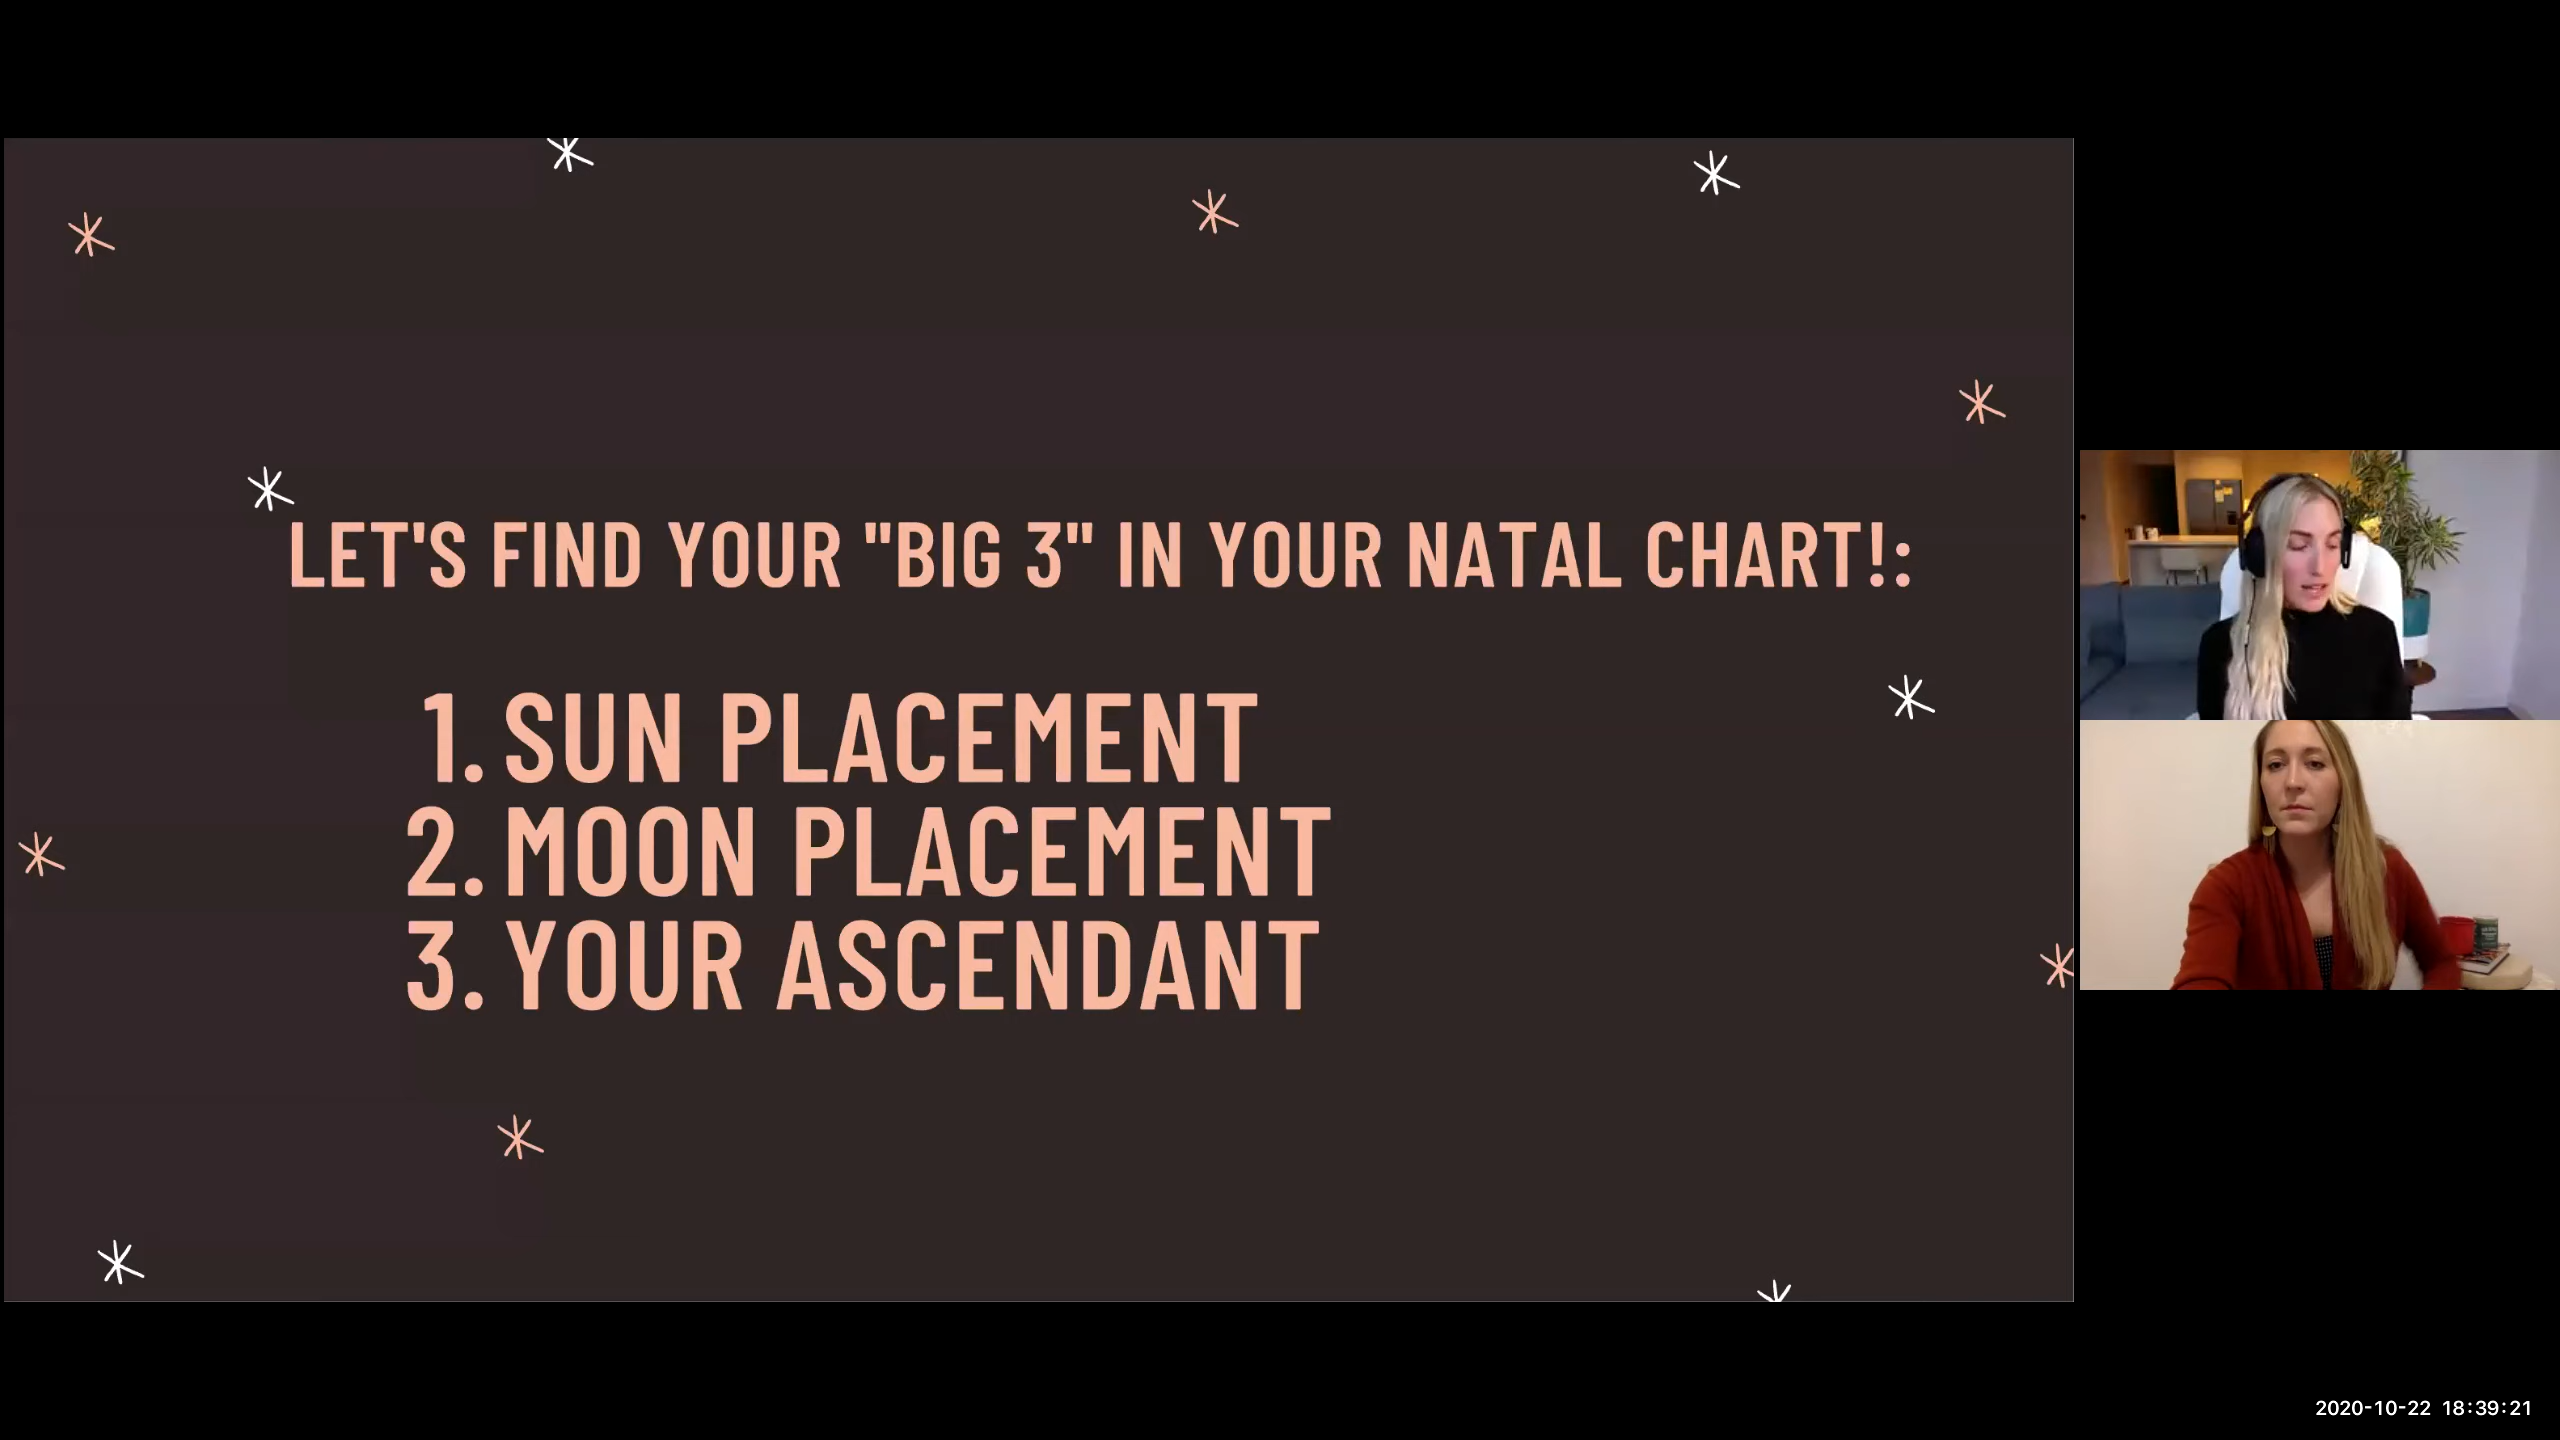 LET'S FIND YOUR "BIG 3" IN YOUR NATAL CHART!:
1. SUN PLACEMENT
2. MOON PLACEMENT
3. YOUR ASCENDANT
2020-10-22 18:39:21